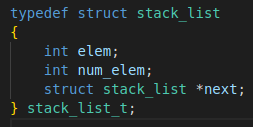 typedef struct stack_list
{
    int elem;
    int num_elem;
    struct stack_list *next;
} stack_list_t;